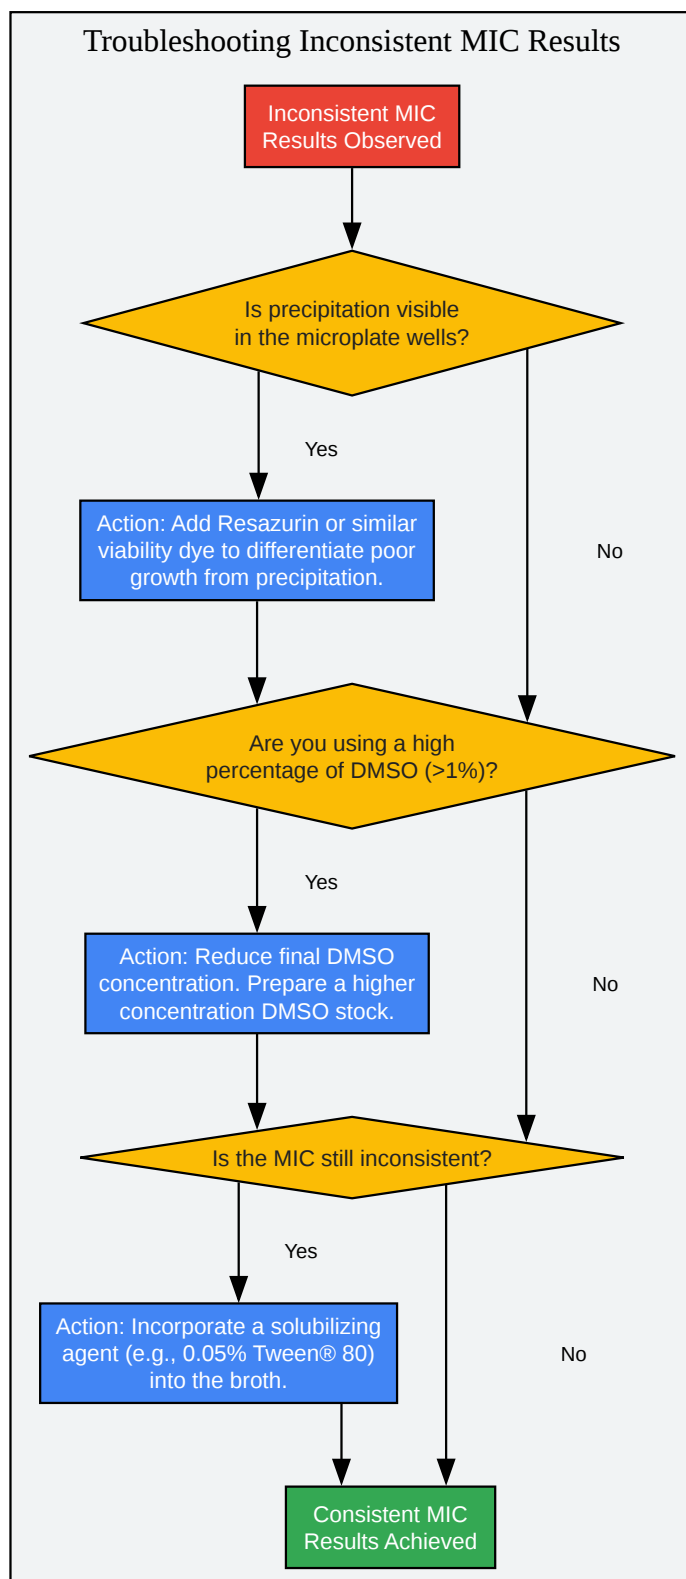 Troubleshooting Inconsistent MIC Results
Inconsistent MIC
Results Observed
Is precipitation visible
in the microplate wells?
Yes
Action: Add Resazurin or similar
viability dye to differentiate poor
growth from precipitation.
No
Are you using a high
percentage of DMSO (>1%)?
Yes
Action: Reduce final DMSO
concentration. Prepare a higher
concentration DMSO stock.
No
Is the MIC still inconsistent?
Yes
Action: Incorporate a solubilizing
agent (e.g., 0.05% Tween® 80)
into the broth.
No
Consistent MIC
Results Achieved